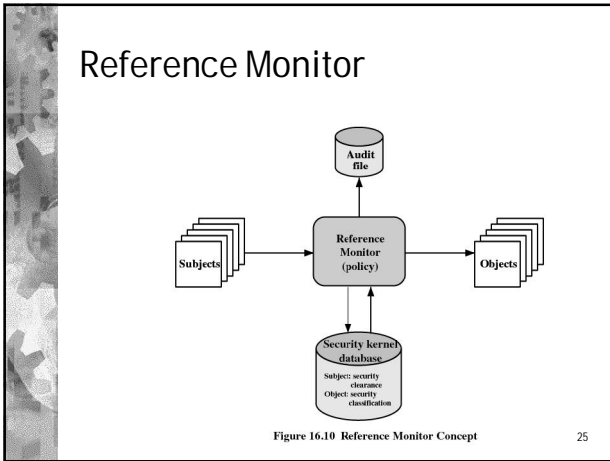 Reference Monitor
Audit
file
Subjects
Reference
Monitor
(policy)
Objects
Security kernel
database
Subject: security
clearance
Object: security
classification
Figure 16.10 Reference Monitor Concept
25